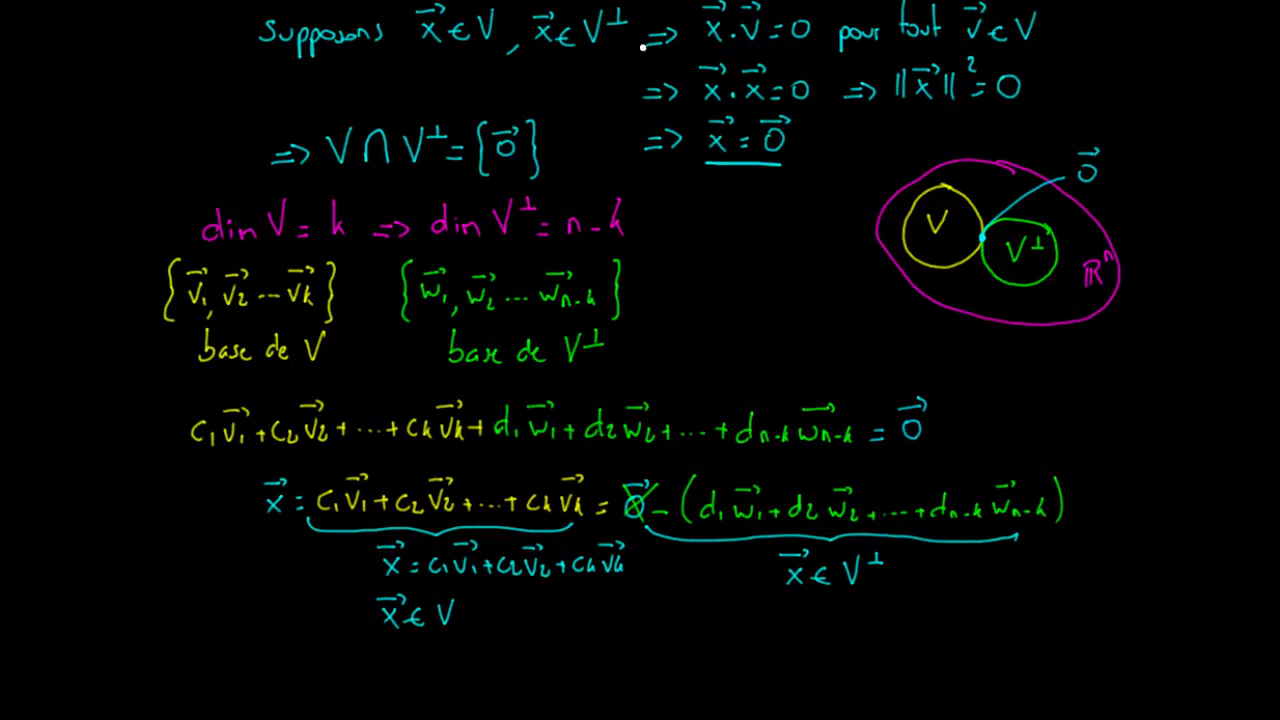 Supposons x⃗ ∈ V, x⃗ ∈ V⊥ => x⃗ . v⃗ = 0 pour tout v⃗ ∈ V
=> x⃗ . x⃗ = 0 => ||x⃗||² = 0
=> V ∩ V⊥ = {0⃗}
=> x⃗ = 0⃗
0⃗
V
V⊥
ℝⁿ
dim V = k => dim V⊥ = n - k
{v⃗₁, v⃗₂ ... v⃗k}
{w⃗₁, w⃗₂ ... w⃗n-k}
base de V
base de V⊥
c₁v⃗₁ + c₂v⃗₂ + ... + ckv⃗k + d₁w⃗₁ + d₂w⃗₂ + ... + dn-kw⃗n-k = 0⃗
x⃗ = c₁v⃗₁ + c₂v⃗₂ + ... + ckv⃗k = 0⃗ - (d₁w⃗₁ + d₂w⃗₂ + ... + dn-kw⃗n-k)
x⃗ = c₁v⃗₁ + c₂v⃗₂ + ckv⃗k
x⃗ ∈ V⊥
x⃗ ∈ V